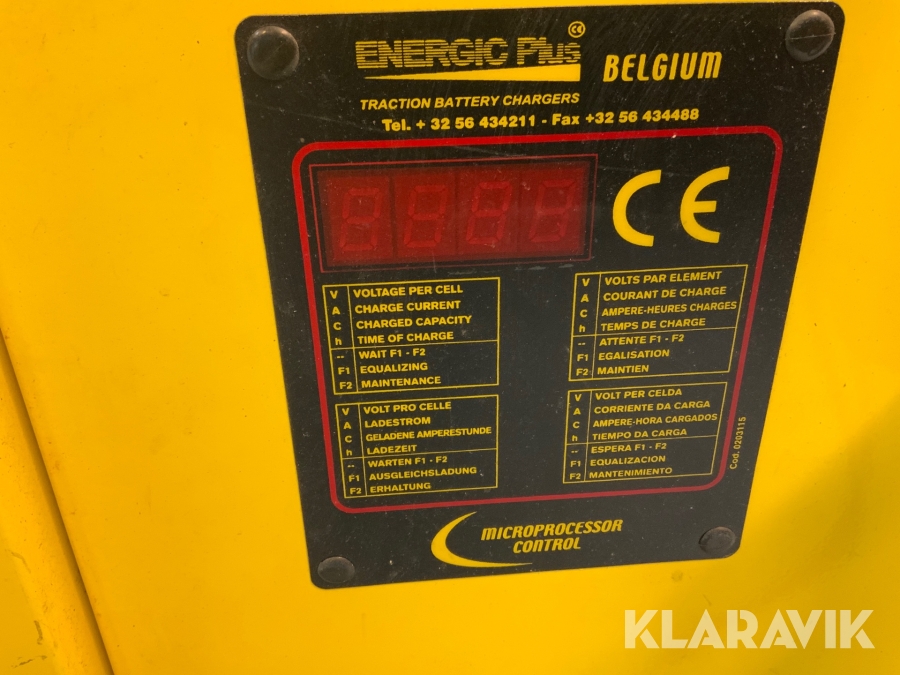 ENERGIC Plus
BELGIUM
TRACTION BATTERY CHARGERS
Tel. + 32 56 434211 - Fax +32 56 434488
CE
V VOLTAGE PER CELL
A CHARGE CURRENT
C CHARGED CAPACITY
h TIME OF CHARGE
-- WAIT F1 - F2
F1 EQUALIZING
F2 MAINTENANCE
V VOLTS PAR ELEMENT
A COURANT DE CHARGE
C AMPERE-HEURES CHARGES
h TEMPS DE CHARGE
-- ATTENTE F1 - F2
F1 EGALISATION
F2 MAINTIEN
V VOLT PRO CELLE
A LADESTROM
C GELADENE AMPERESTUNDE
h LADEZEIT
-- WARTEN F1 - F2
F1 AUSGLEICHSLADUNG
F2 ERHALTUNG
V VOLT PER CELDA
A CORRIENTE DA CARGA
C AMPERE-HORA CARGADOS
h TIEMPO DA CARGA
-- ESPERA F1 - F2
F1 EQUALIZACION
F2 MANTENIMIENTO
Cod. 0203115
MICROPROCESSOR
CONTROL
KLARAVIK